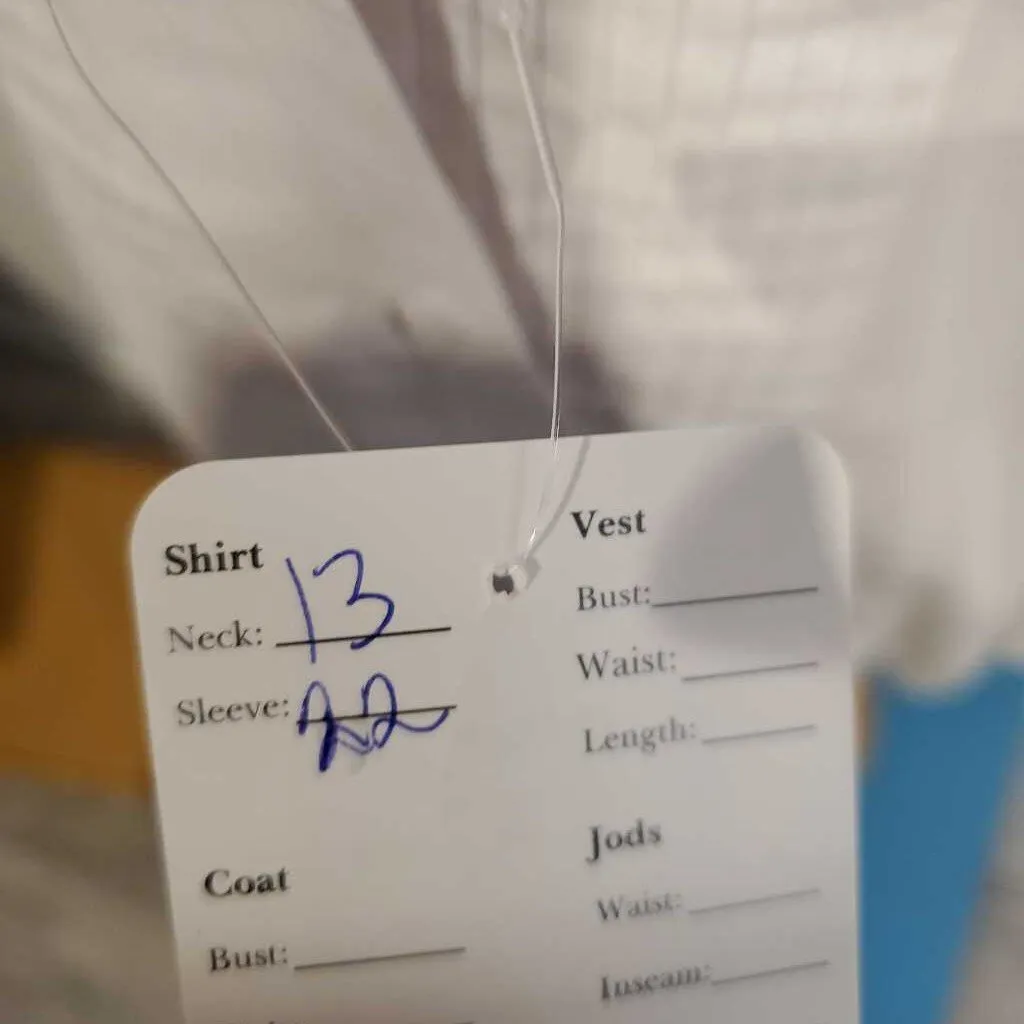 Shirt
Neck: 13
Sleeve: 22
Coat
Bust:
Vest
Bust:
Waist:
Length:
Jods
Waist:
Inseam: